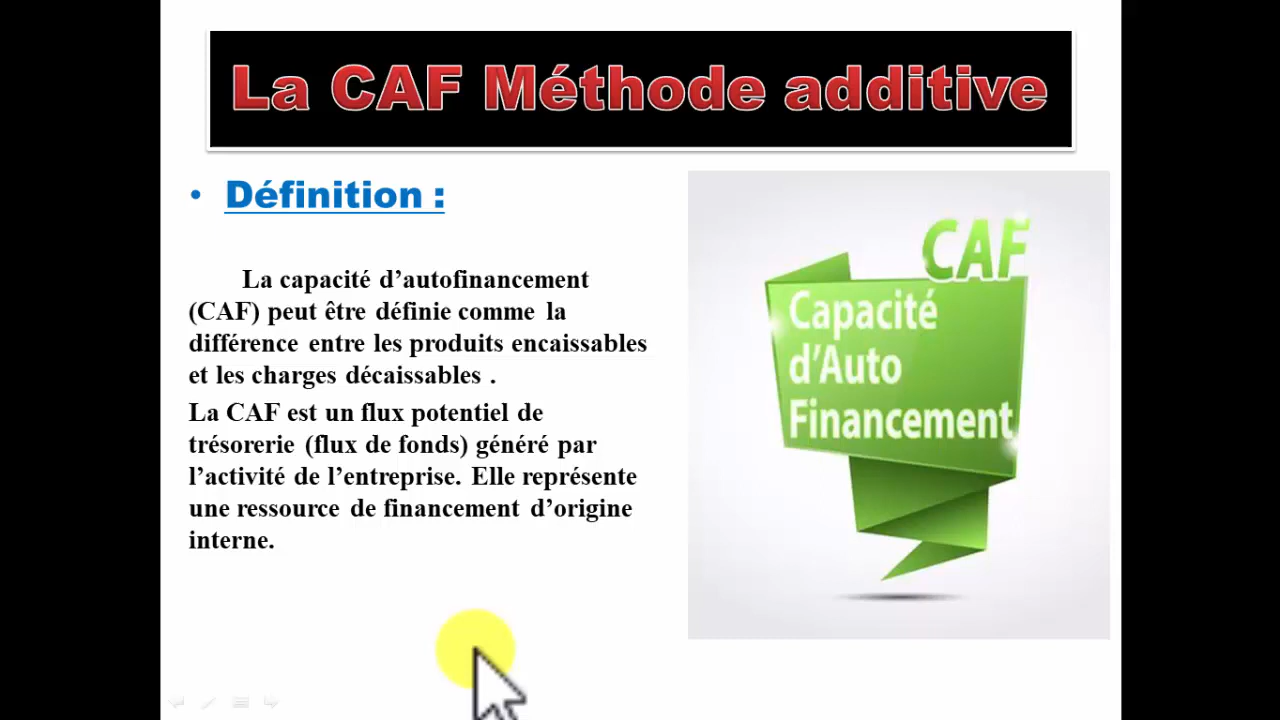 La CAF Méthode additive
• Définition :
La capacité d’autofinancement
(CAF) peut être définie comme la
différence entre les produits encaissables
et les charges décaissables .
La CAF est un flux potentiel de
trésorerie (flux de fonds) généré par
l’activité de l’entreprise. Elle représente
une ressource de financement d’origine
interne.
CAF
Capacité
d’Auto
Financement